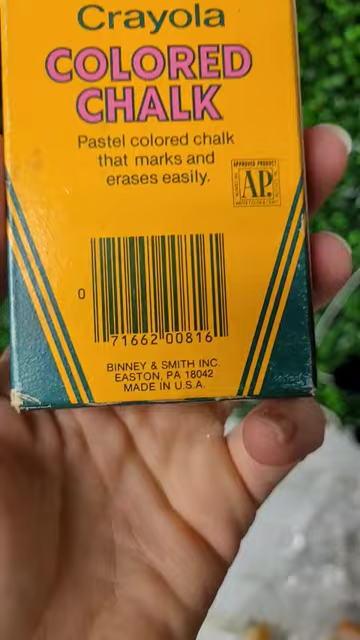 Crayola
COLORED
CHALK
Pastel colored chalk
that marks and
erases easily.
APPROVED PRODUCT
AP.
0
71662 00816
BINNEY & SMITH INC.
EASTON, PA 18042
MADE IN U.S.A.